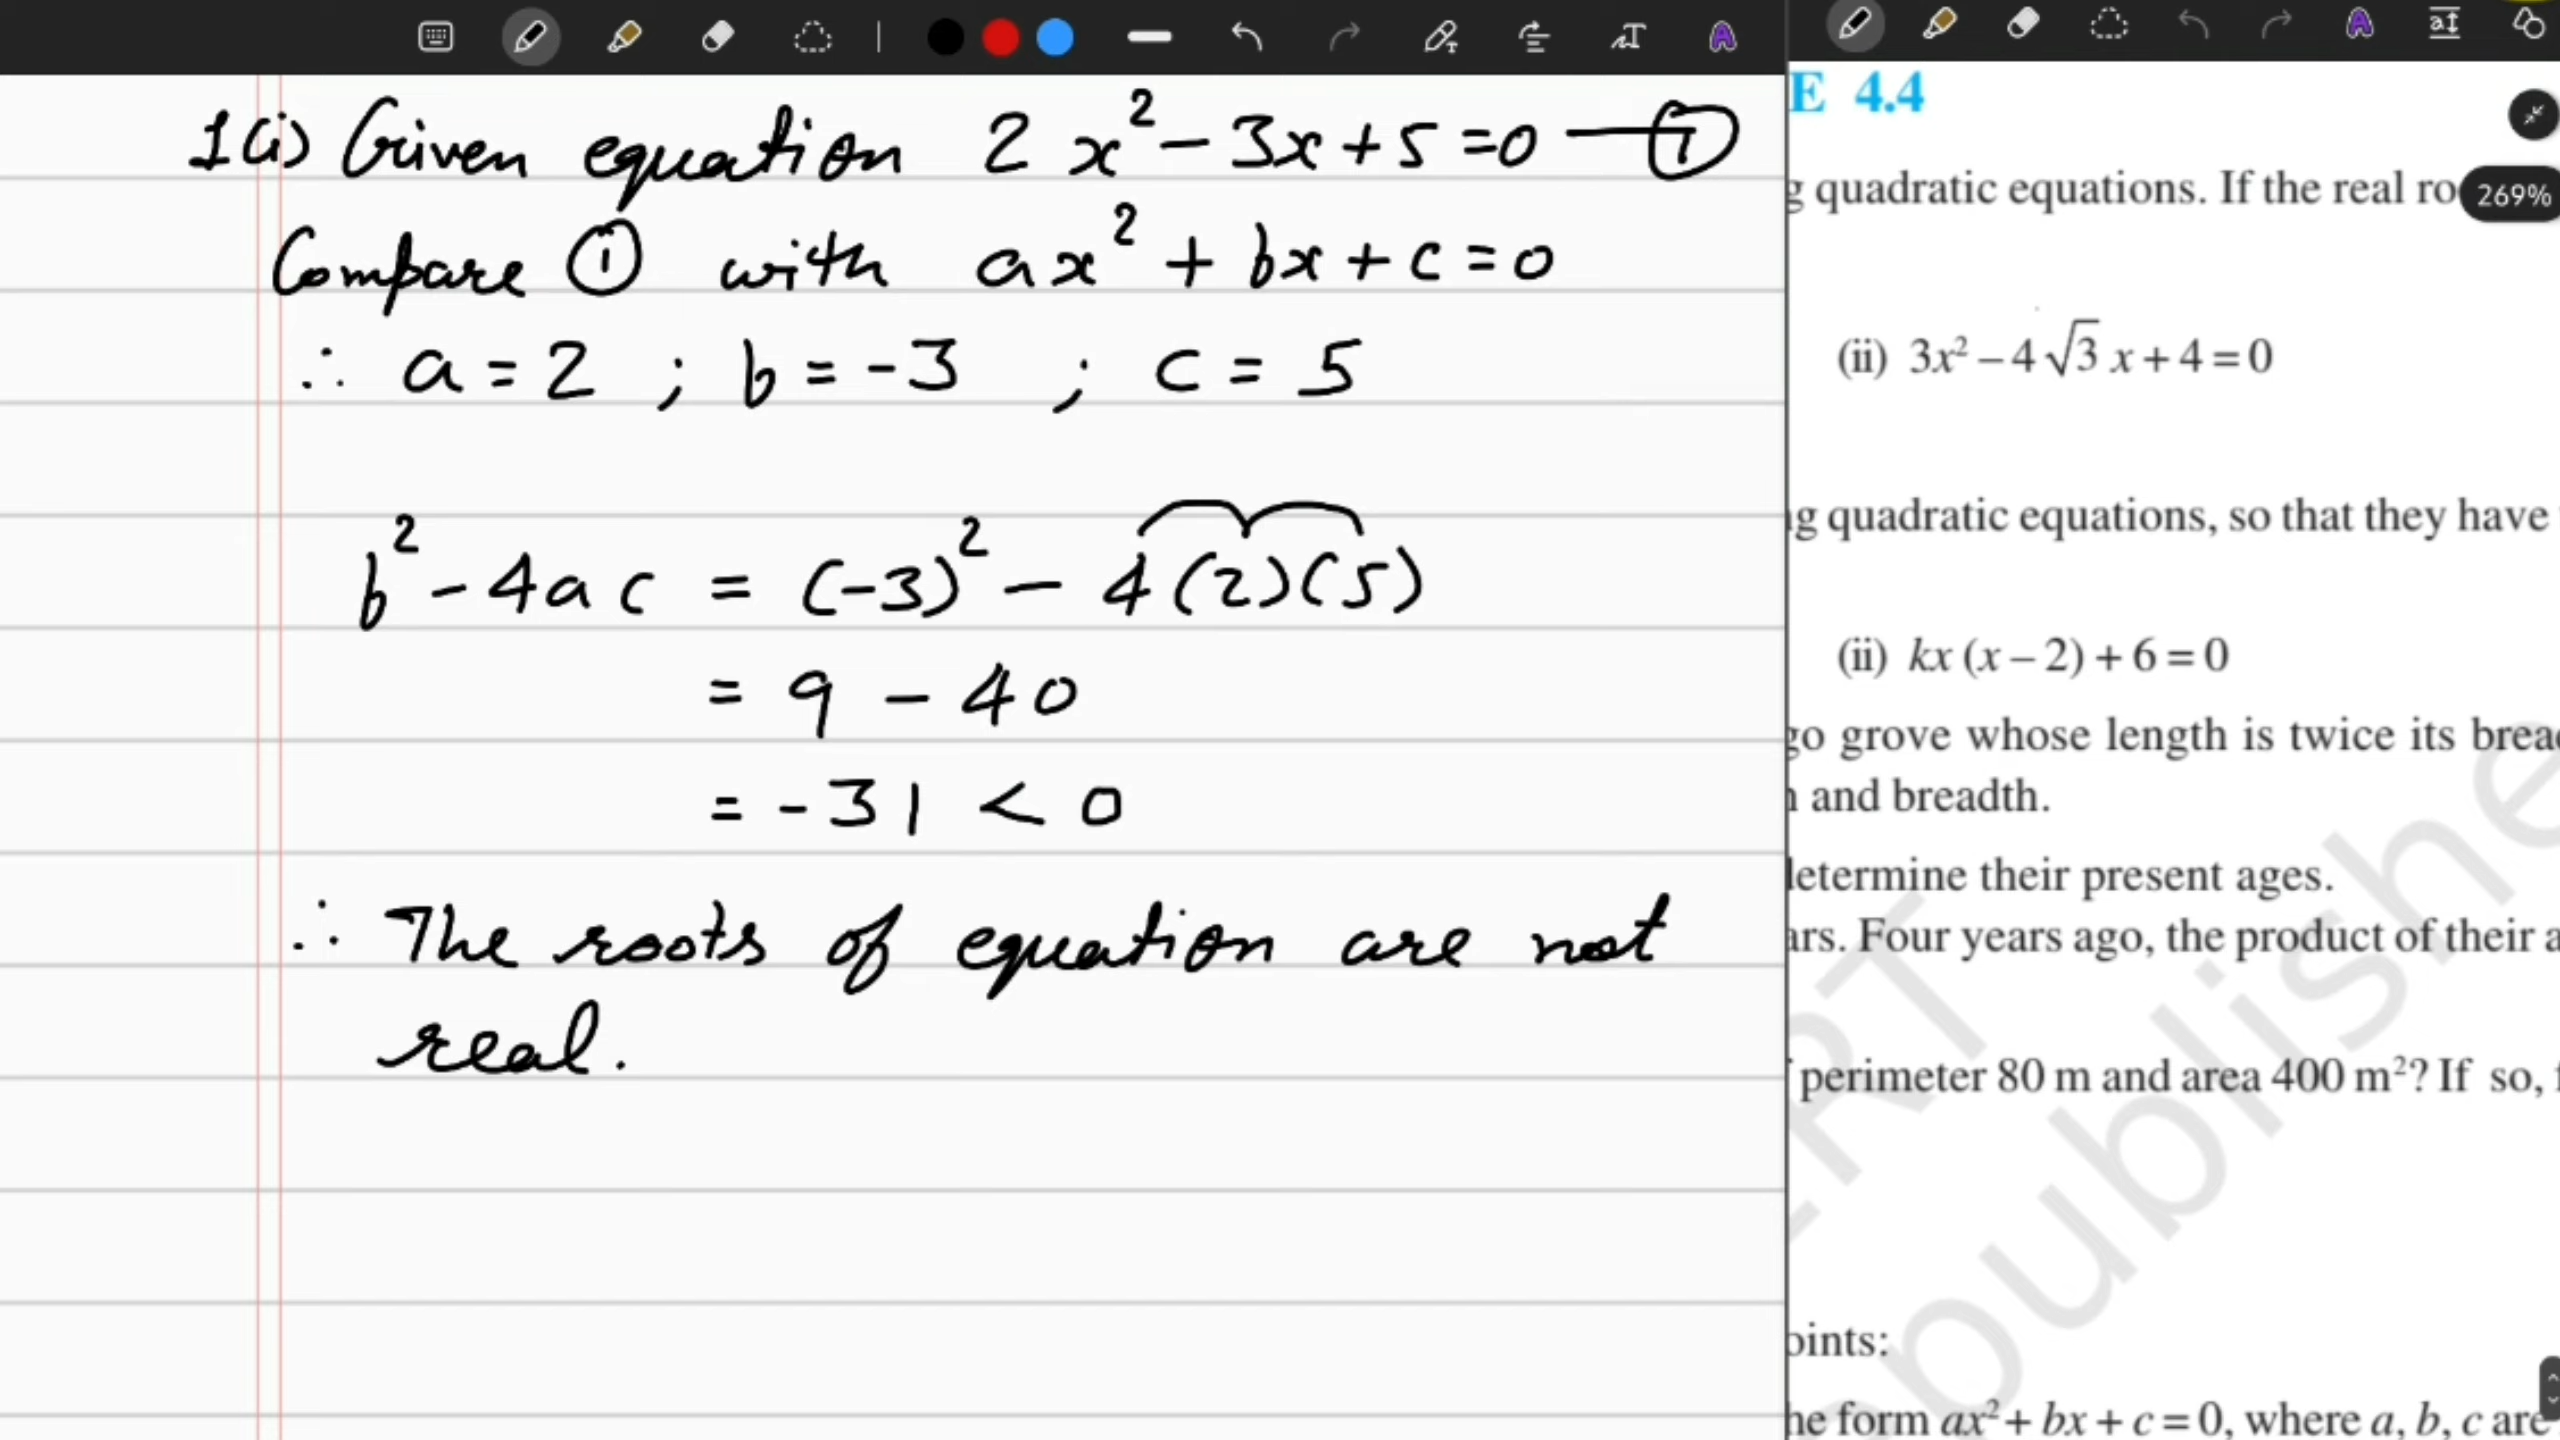 1(i) Given equation 2x² - 3x + 5 = 0 — ①
Compare ① with ax² + bx + c = 0
∴ a = 2 ; b = -3 ; c = 5
b² - 4ac = (-3)² - 4(2)(5)
= 9 - 40
= -31 < 0
∴ The roots of equation are not
real.
E 4.4
g quadratic equations. If the real ro
269%
(ii) 3x² – 4√3 x + 4 = 0
g quadratic equations, so that they have
(ii) kx (x – 2) + 6 = 0
go grove whose length is twice its brea
and breadth.
determine their present ages.
ars. Four years ago, the product of their a
perimeter 80 m and area 400 m²? If so, f
oints:
he form ax² + bx + c = 0, where a, b, c are
publishe